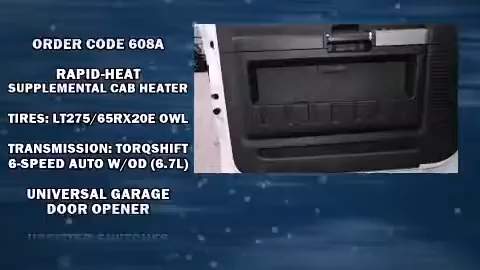 ORDER CODE 608A
RAPID-HEAT
SUPPLEMENTAL CAB HEATER
TIRES: LT275/65RX20E OWL
TRANSMISSION: TORQSHIFT
6-SPEED AUTO W/OD (6.7L)
UNIVERSAL GARAGE
DOOR OPENER